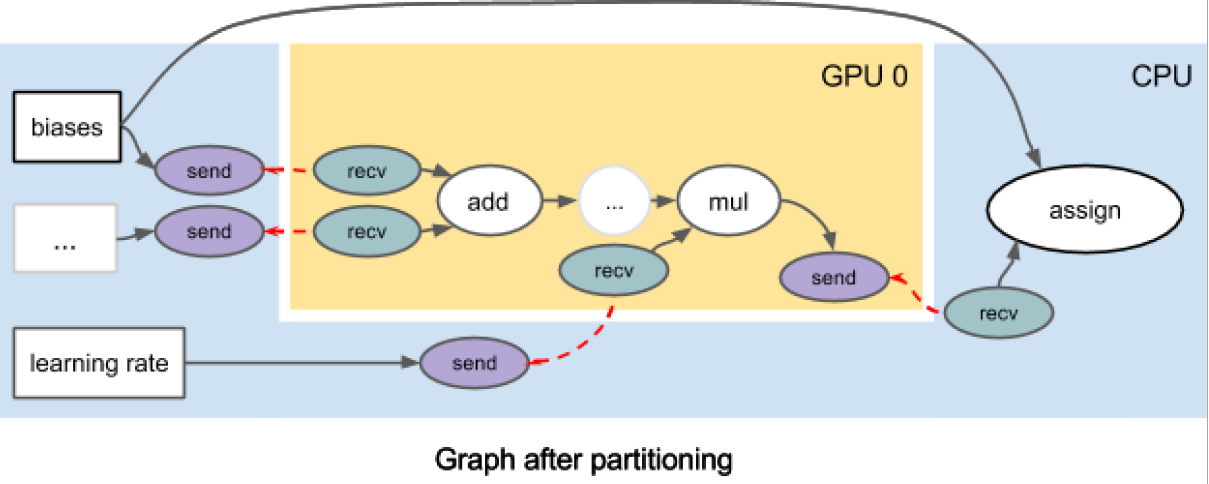 GPU 0
CPU
biases
send
recv
add
...
mul
assign
...
send
recv
recv
send
recv
learning rate
send
Graph after partitioning